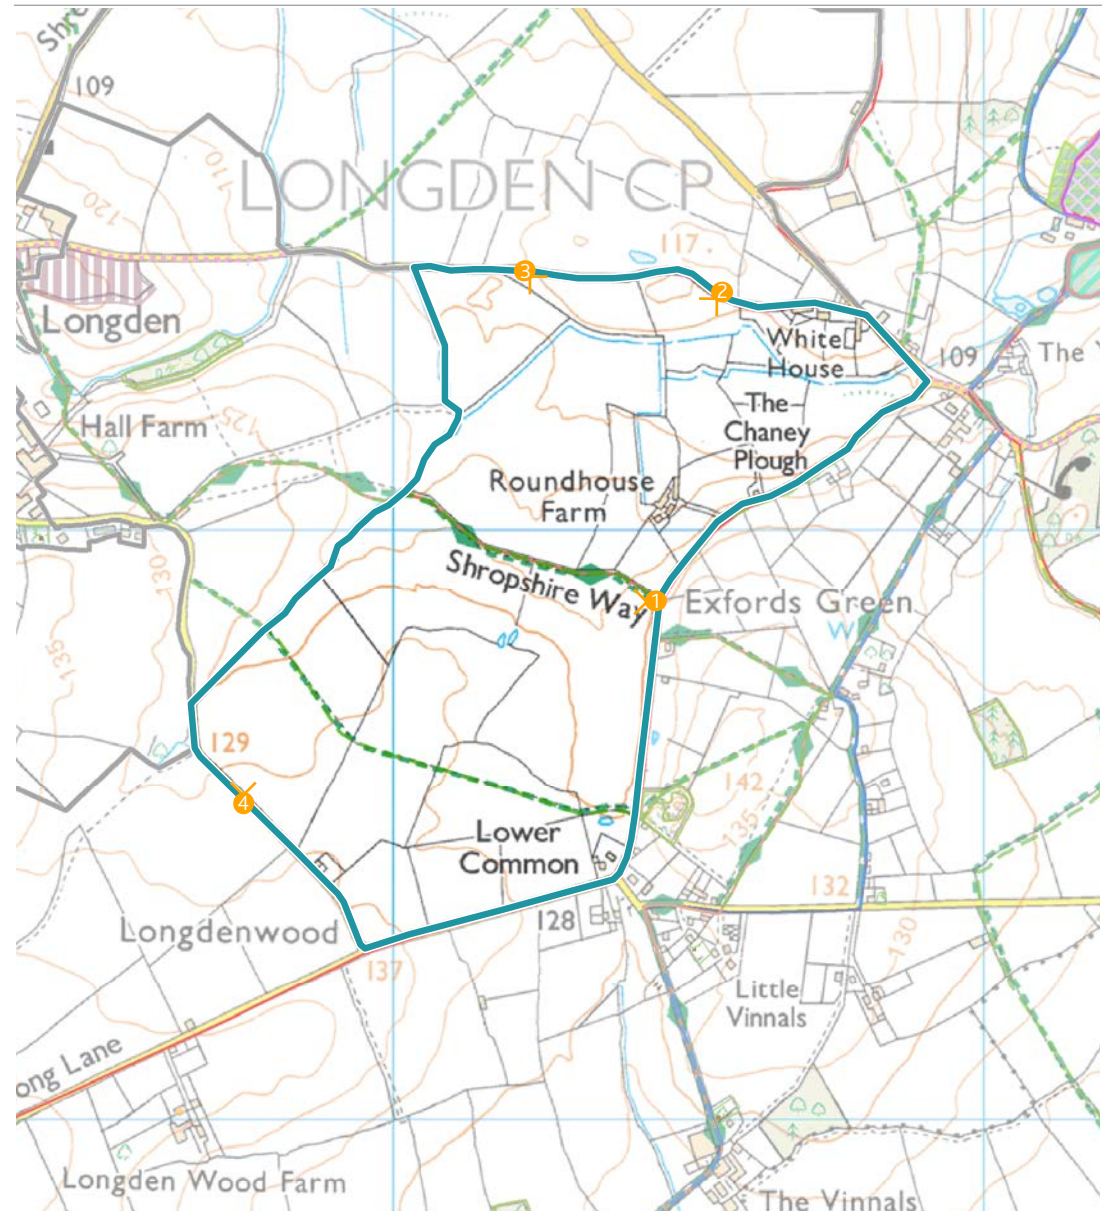 Shre
109
110
120
LONGDEN CP
117.
3
2
Longden
White
House
109
The Y
Hall Farm
125
The
Chaney
Plough
Roundhouse
Farm
130
Shropshire Way
1
Exfords Green
W
135
129
142
135
4
Lower
Common
132
Longdenwood
128
130
137
Little
Vinnals
ong Lane
Longden Wood Farm
The Vinnals